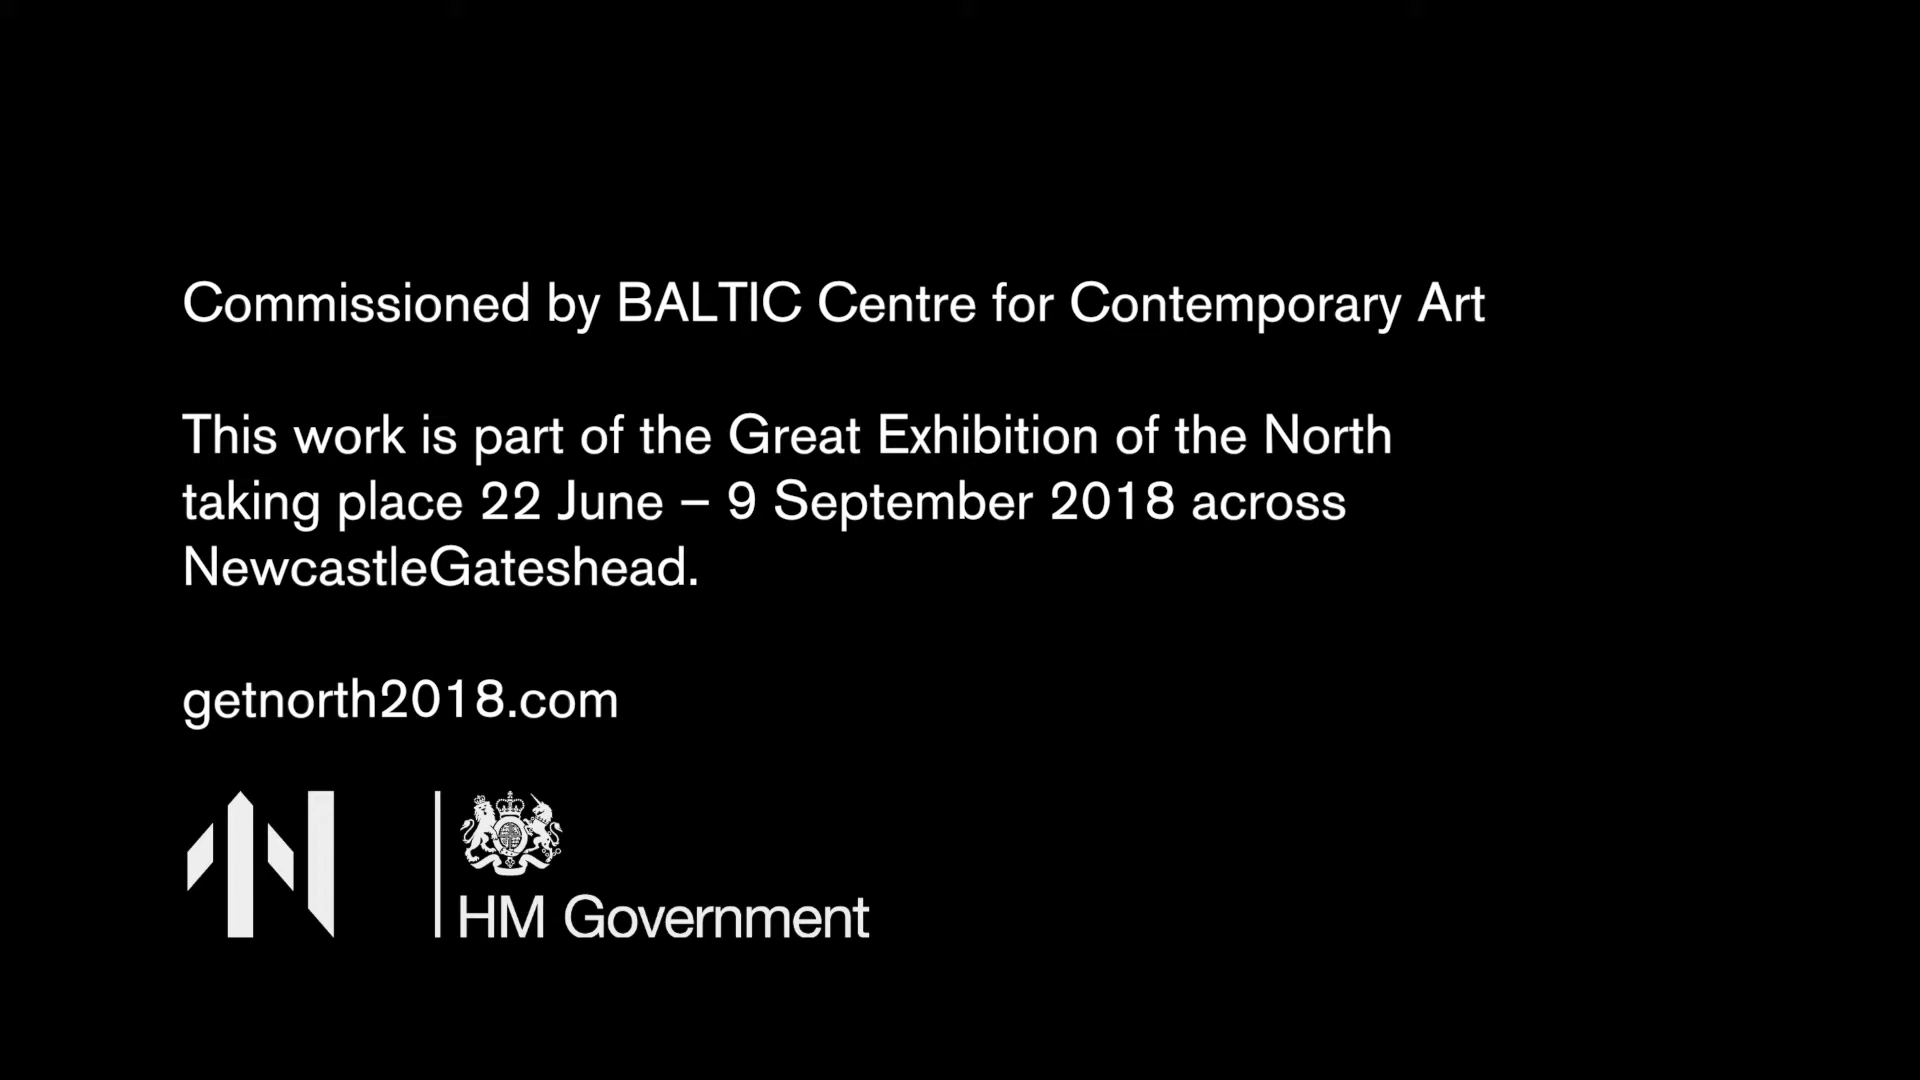 Commissioned by BALTIC Centre for Contemporary Art
This work is part of the Great Exhibition of the North
taking place 22 June – 9 September 2018 across
NewcastleGateshead.
getnorth2018.com
HM Government